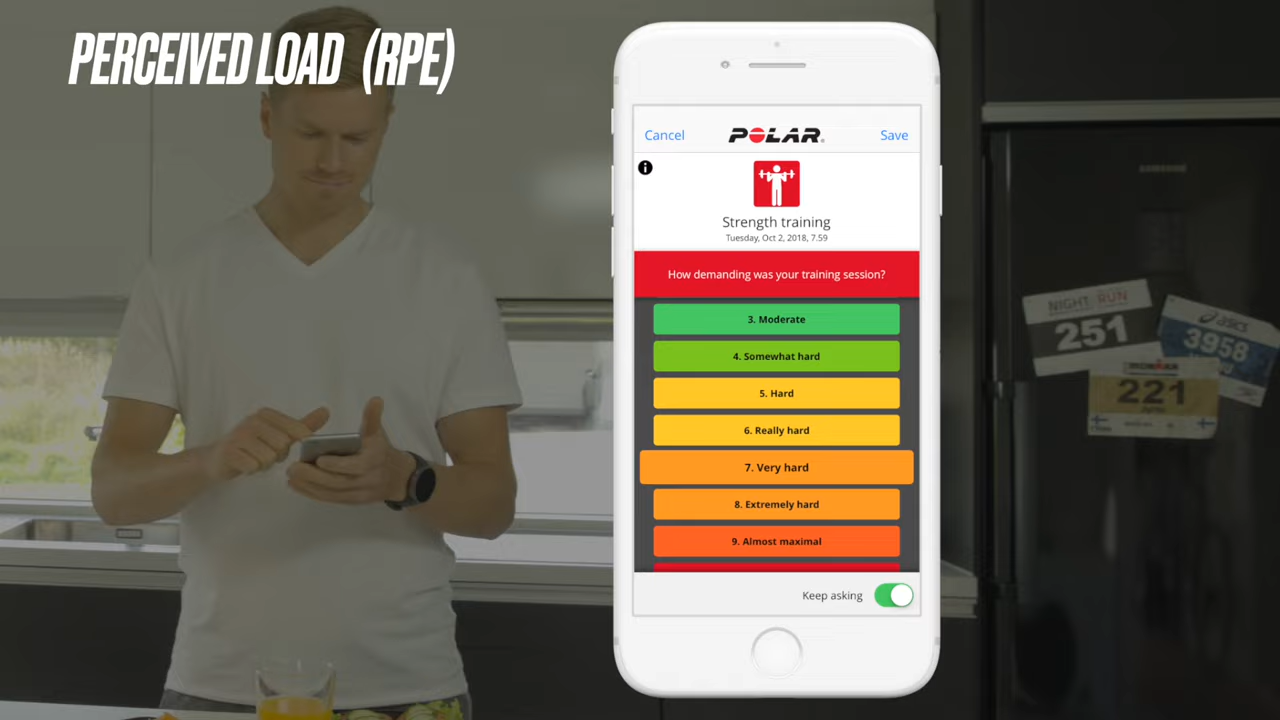 PERCEIVED LOAD (RPE)
Cancel
POLAR
Save
Strength training
Tuesday, Oct 2, 2018, 7.59
How demanding was your training session?
3. Moderate
4. Somewhat hard
5. Hard
6. Really hard
7. Very hard
8. Extremely hard
9. Almost maximal
Keep asking
NIGHT RUN
251
asics
3958
IRONMAN
221